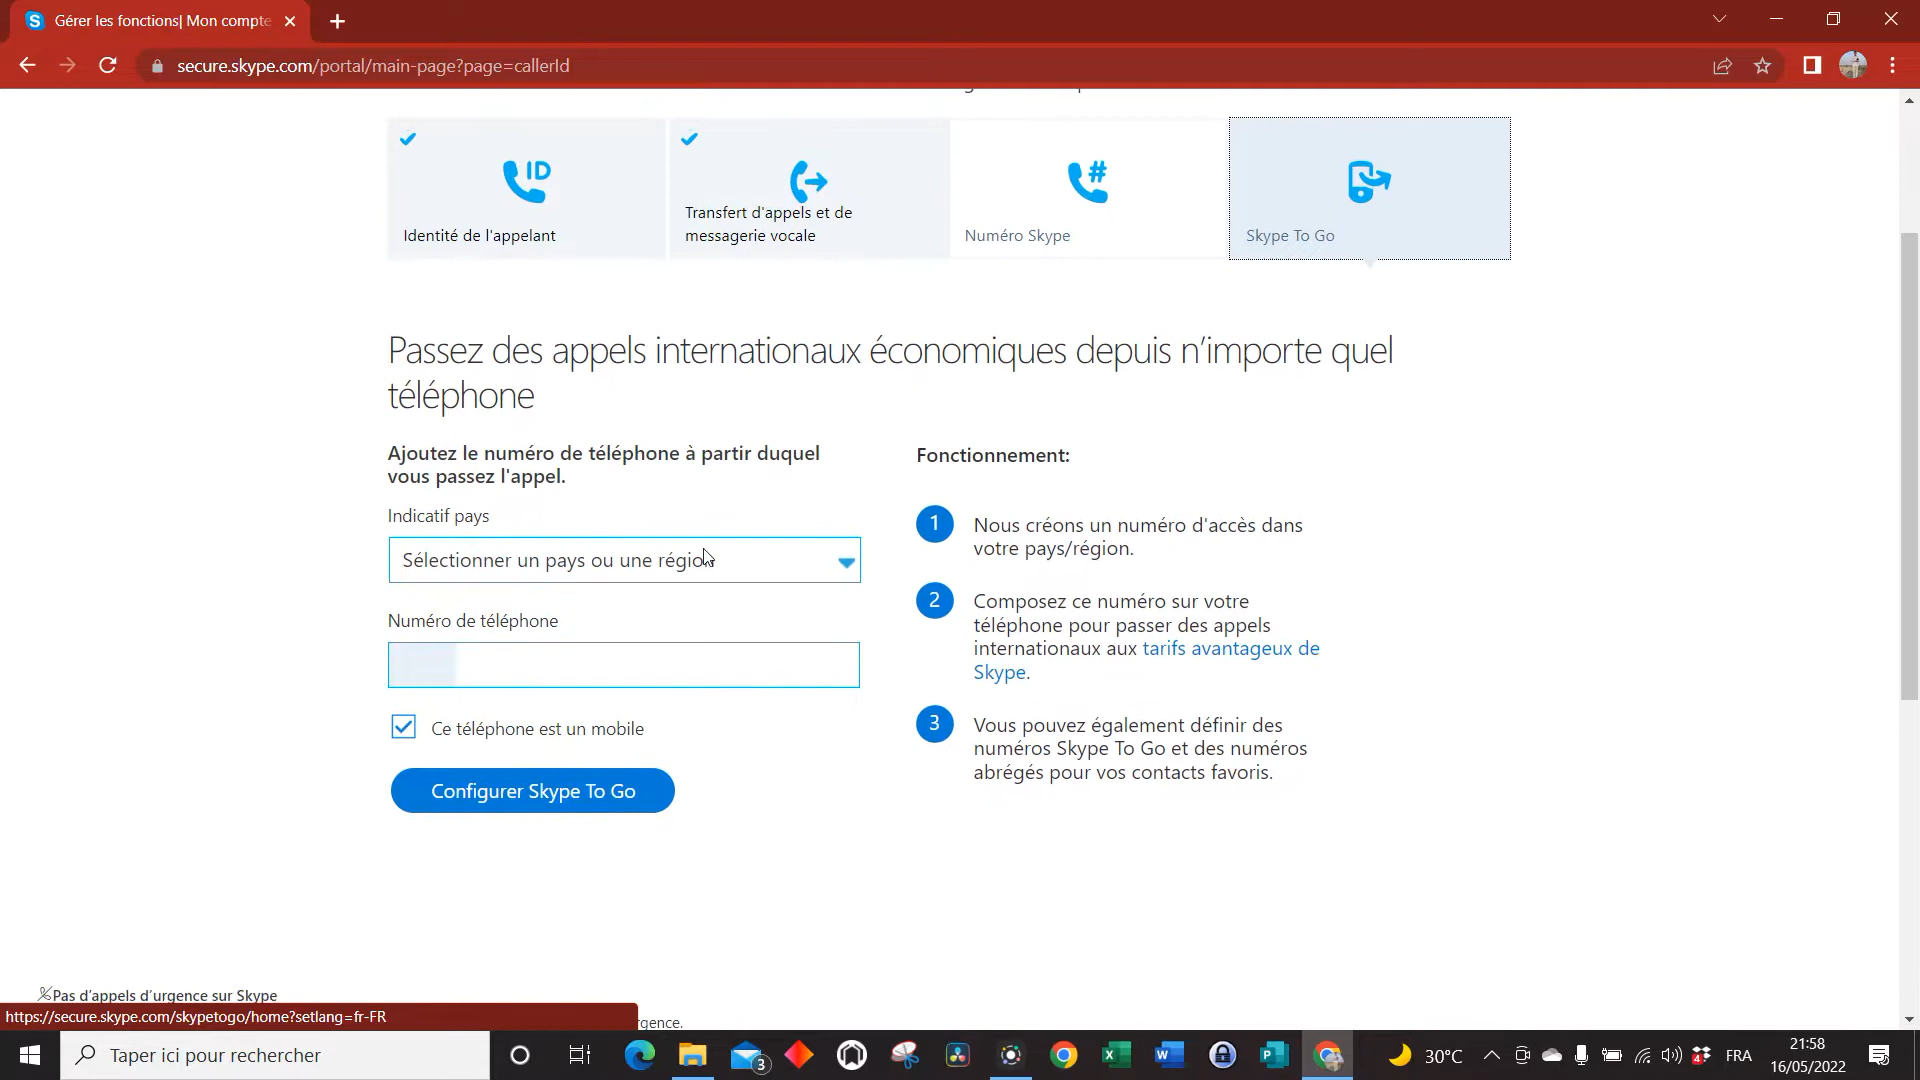 Gérer les fonctions| Mon compte
secure.skype.com/portal/main-page?page=callerId
ID
Identité de l'appelant
Transfert d'appels et de
messagerie vocale
#
Numéro Skype
Skype To Go
Passez des appels internationaux économiques depuis n’importe quel
téléphone
Ajoutez le numéro de téléphone à partir duquel
vous passez l'appel.
Indicatif pays
Sélectionner un pays ou une région
Numéro de téléphone
Ce téléphone est un mobile
Configurer Skype To Go
Fonctionnement:
1 Nous créons un numéro d'accès dans
votre pays/région.
2 Composez ce numéro sur votre
téléphone pour passer des appels
internationaux aux tarifs avantageux de
Skype.
3 Vous pouvez également définir des
numéros Skype To Go et des numéros
abrégés pour vos contacts favoris.
Pas d’appels d’urgence sur Skype
rgence.
https://secure.skype.com/skypetogo/home?setlang=fr-FR
Taper ici pour rechercher
3
30°C
4
FRA
21:58
16/05/2022